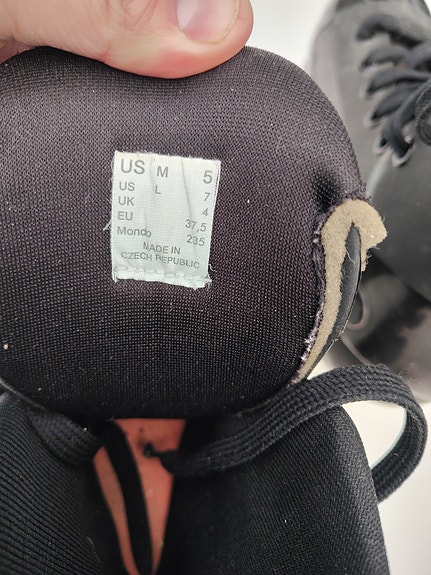 US M 5
US L 7
UK 4
EU 37,5
Mondo 235
MADE IN
CZECH REPUBLIC